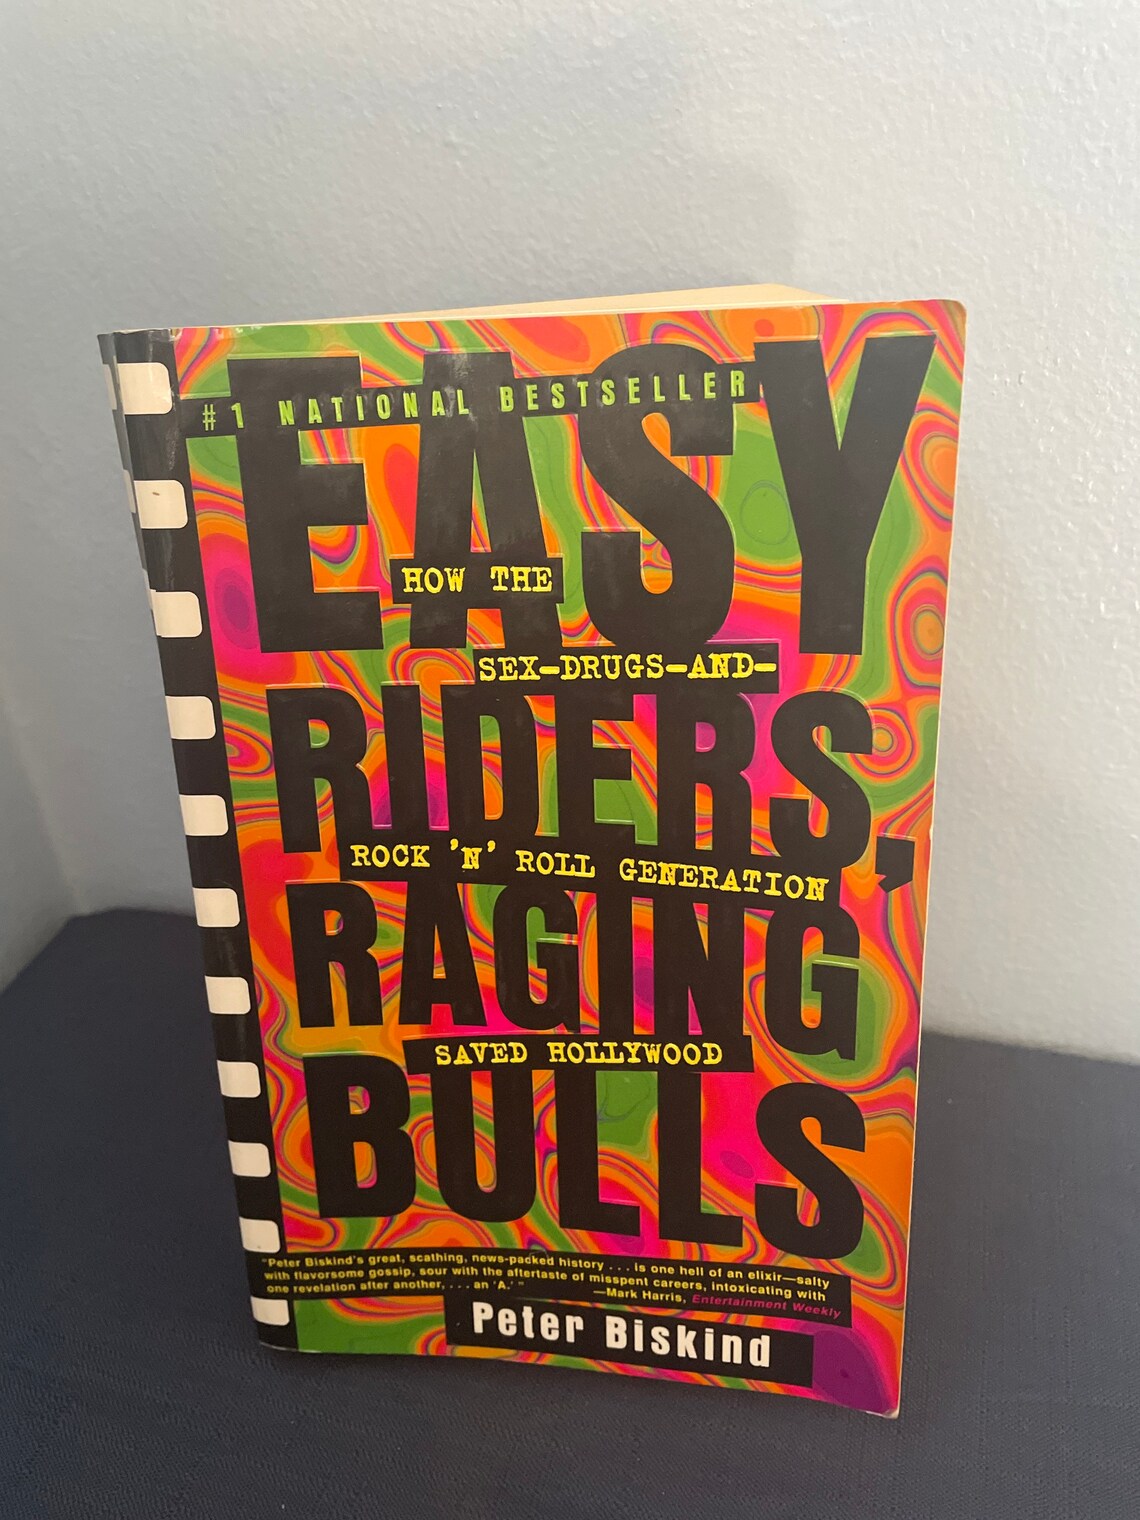 #1 NATIONAL BESTSELLER
EASY
HOW THE
SEX-DRUGS-AND-
RIDERS,
ROCK 'N' ROLL GENERATION
RAGING
SAVED HOLLYWOOD
BULLS
"Peter Biskind's great, scathing, news-packed history . . . is one hell of an elixir—salty
with flavorsome gossip, sour with the aftertaste of misspent careers, intoxicating with
one revelation after another, . . . an 'A.' "
—Mark Harris, Entertainment Weekly
Peter Biskind